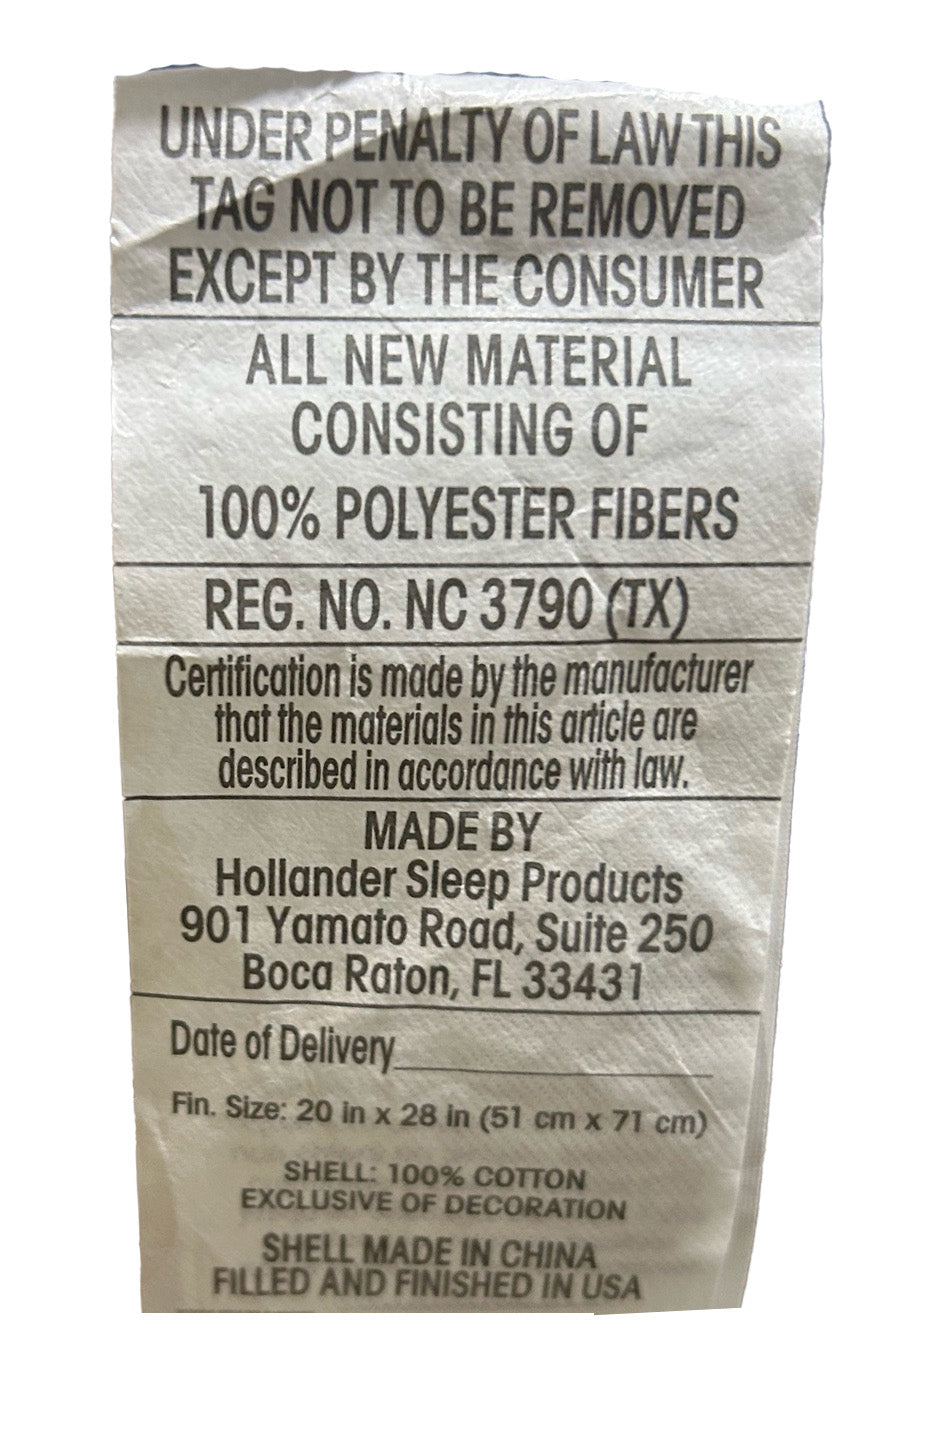 UNDER PENALTY OF LAW THIS
TAG NOT TO BE REMOVED
EXCEPT BY THE CONSUMER
ALL NEW MATERIAL
CONSISTING OF
100% POLYESTER FIBERS
REG. NO. NC 3790 (TX)
Certification is made by the manufacturer
that the materials in this article are
described in accordance with law.
MADE BY
Hollander Sleep Products
901 Yamato Road, Suite 250
Boca Raton, FL 33431
Date of Delivery
Fin. Size: 20 in x 28 in (51 cm x 71 cm)
SHELL: 100% COTTON
EXCLUSIVE OF DECORATION
SHELL MADE IN CHINA
FILLED AND FINISHED IN USA